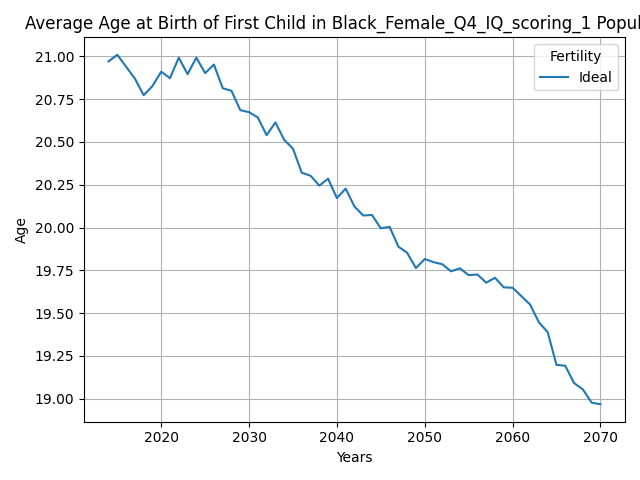 Average Age at Birth of First Child in Black_Female_Q4_IQ_scoring_1 Popul
Fertility
Ideal
21.00
20.75
20.50
20.25
20.00
19.75
19.50
19.25
19.00
Age
2020 2030 2040 2050 2060 2070
Years